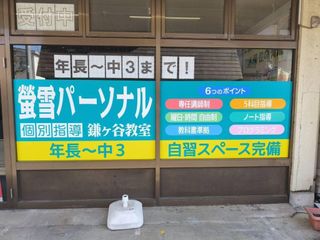 受付中
年長～中3まで！
螢雪パーソナル
個別指導 鎌ヶ谷教室
年長～中3
6つのポイント
専任講師制
5科目指導
曜日・時間 自由制
ノート指導
教科書準拠
プログラミング
自習スペース完備